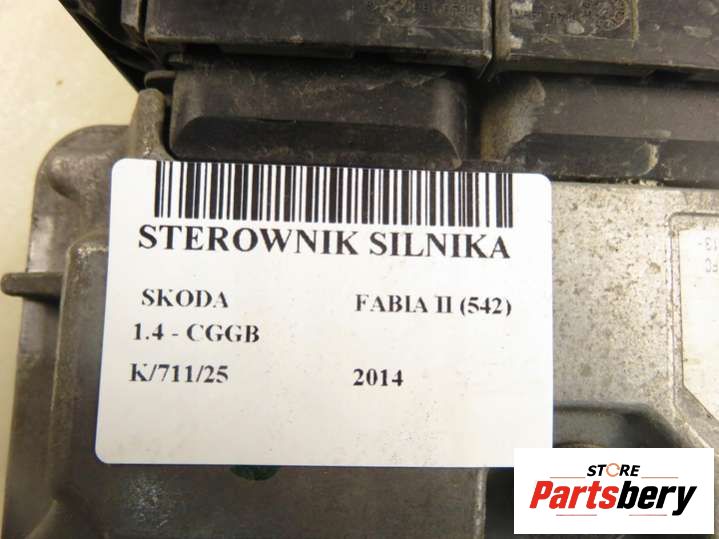 STEROWNIK SILNIKA
SKODA FABIA II (542)
1.4 - CGGB
K/711/25 2014
STORE
Partsbery